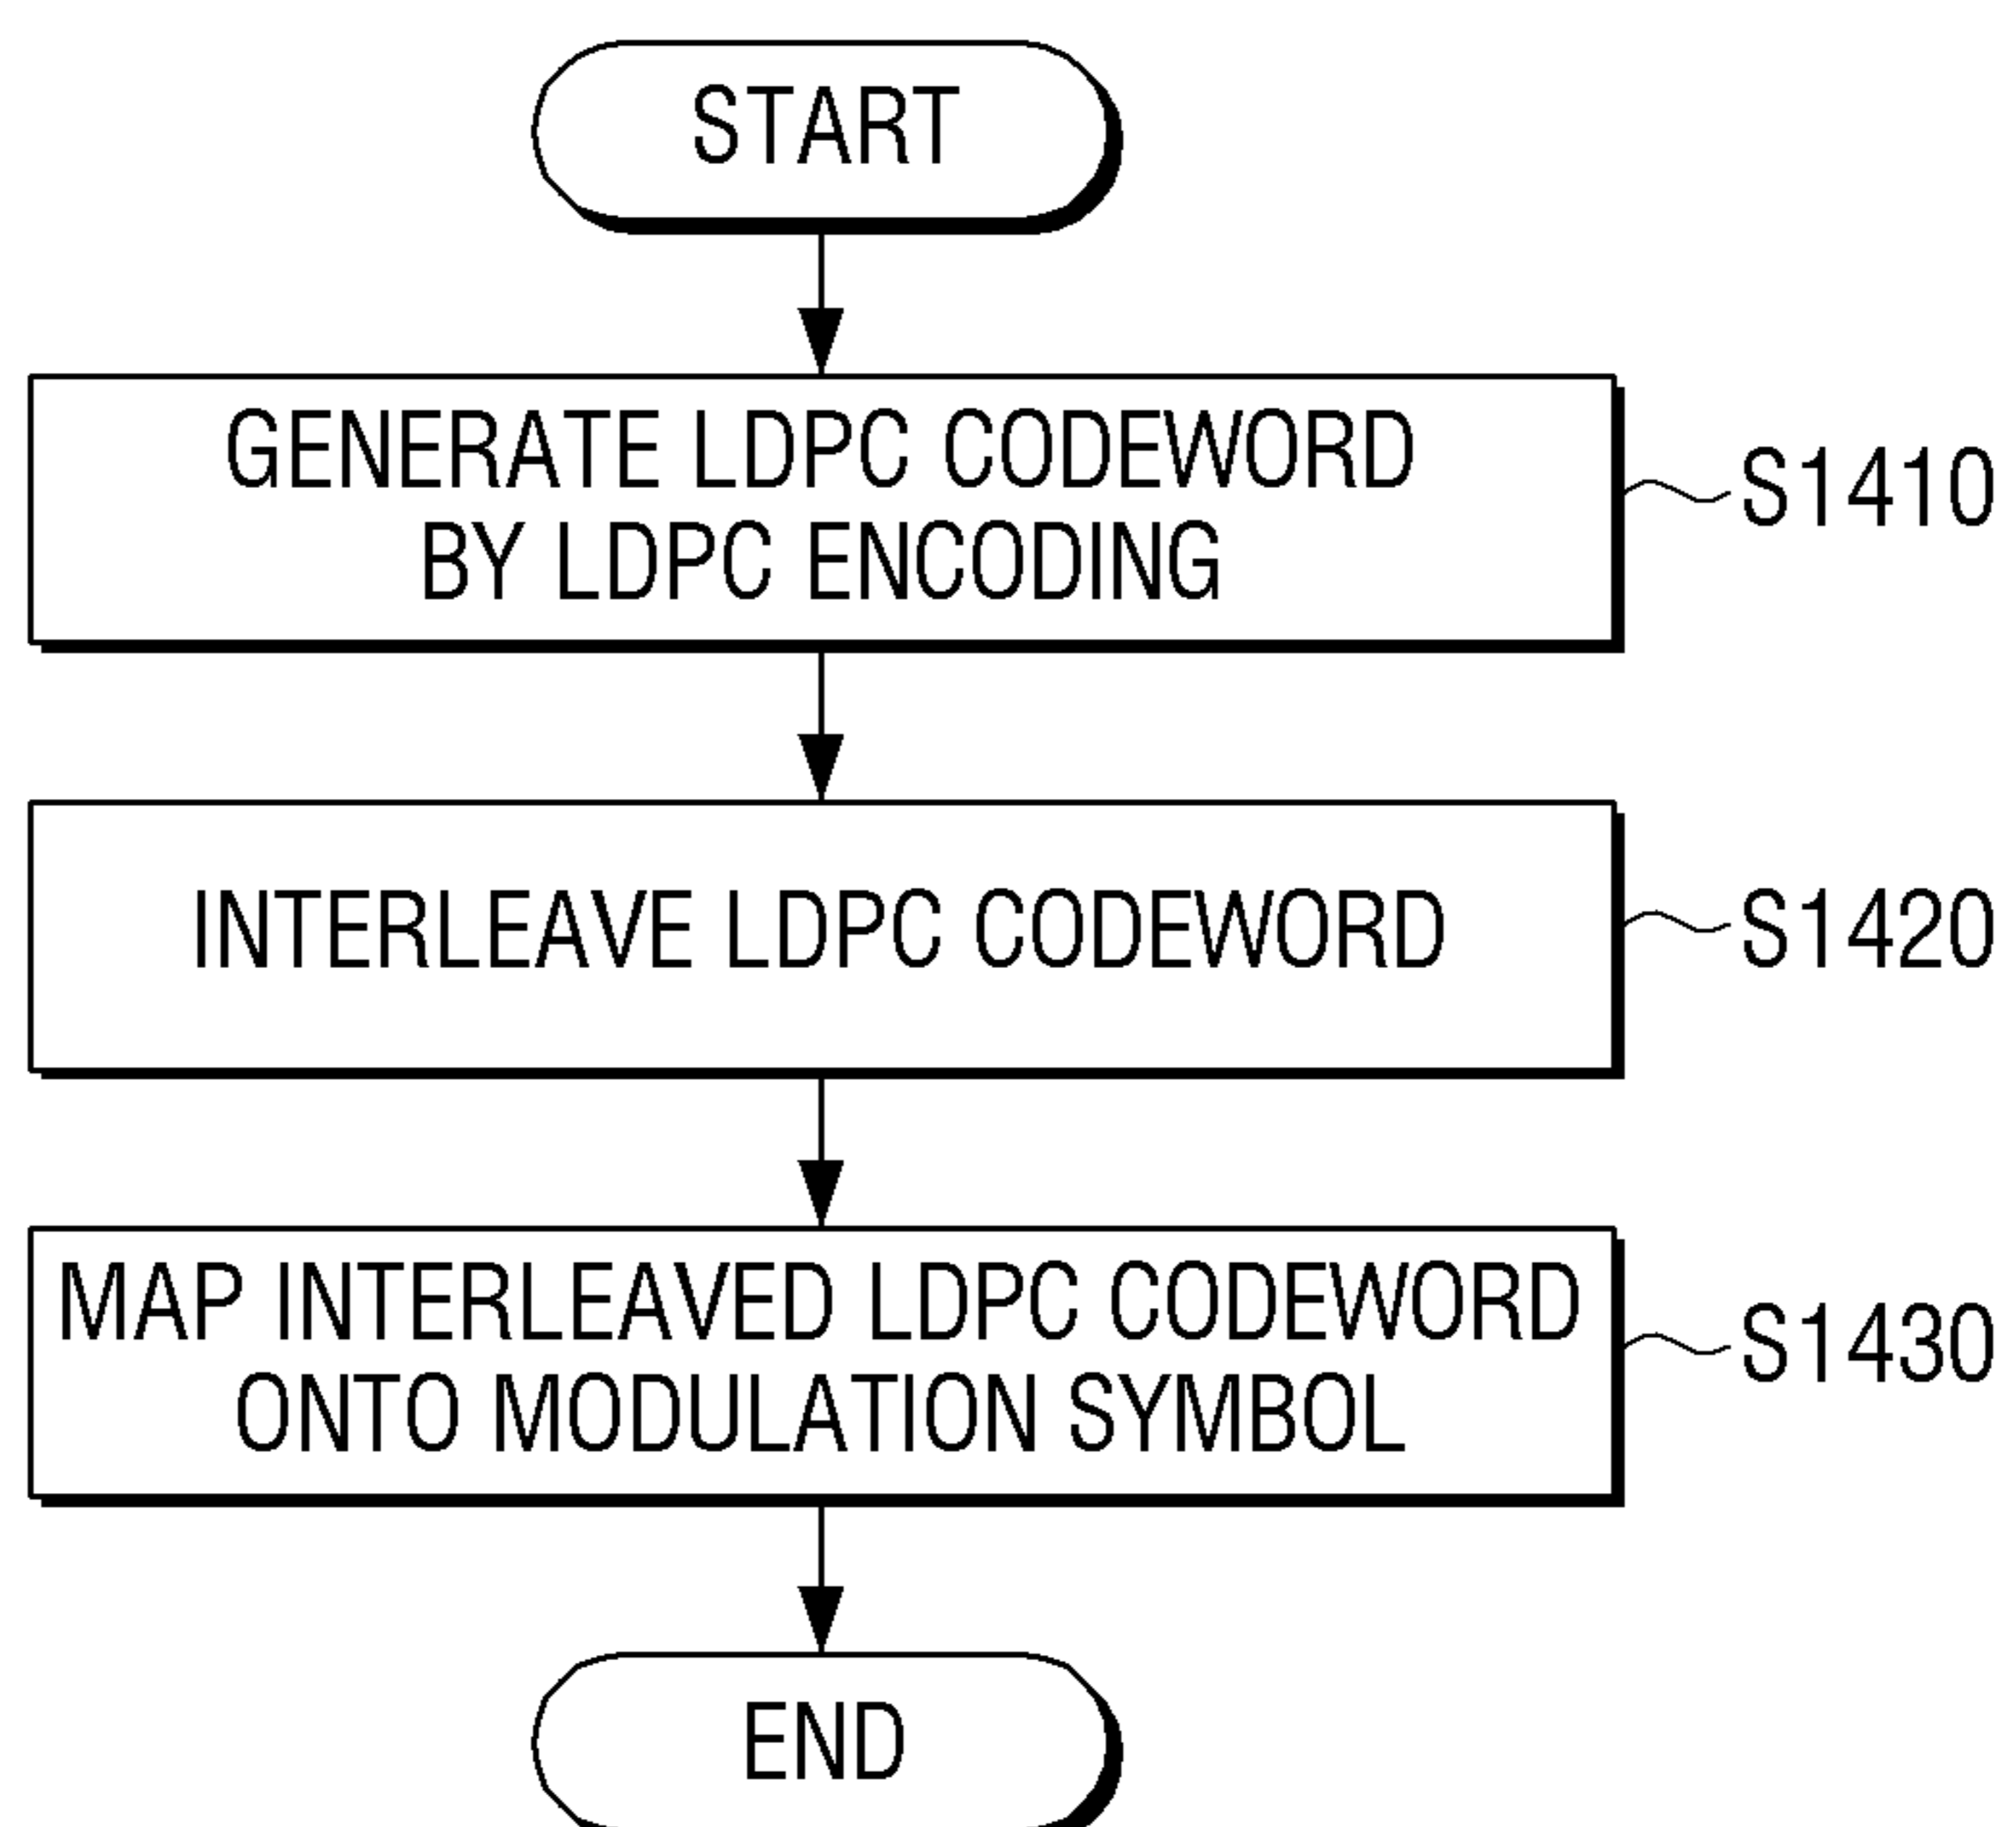 START
GENERATE LDPC CODEWORD
BY LDPC ENCODING
S1410
INTERLEAVE LDPC CODEWORD
S1420
MAP INTERLEAVED LDPC CODEWORD
ONTO MODULATION SYMBOL
S1430
END